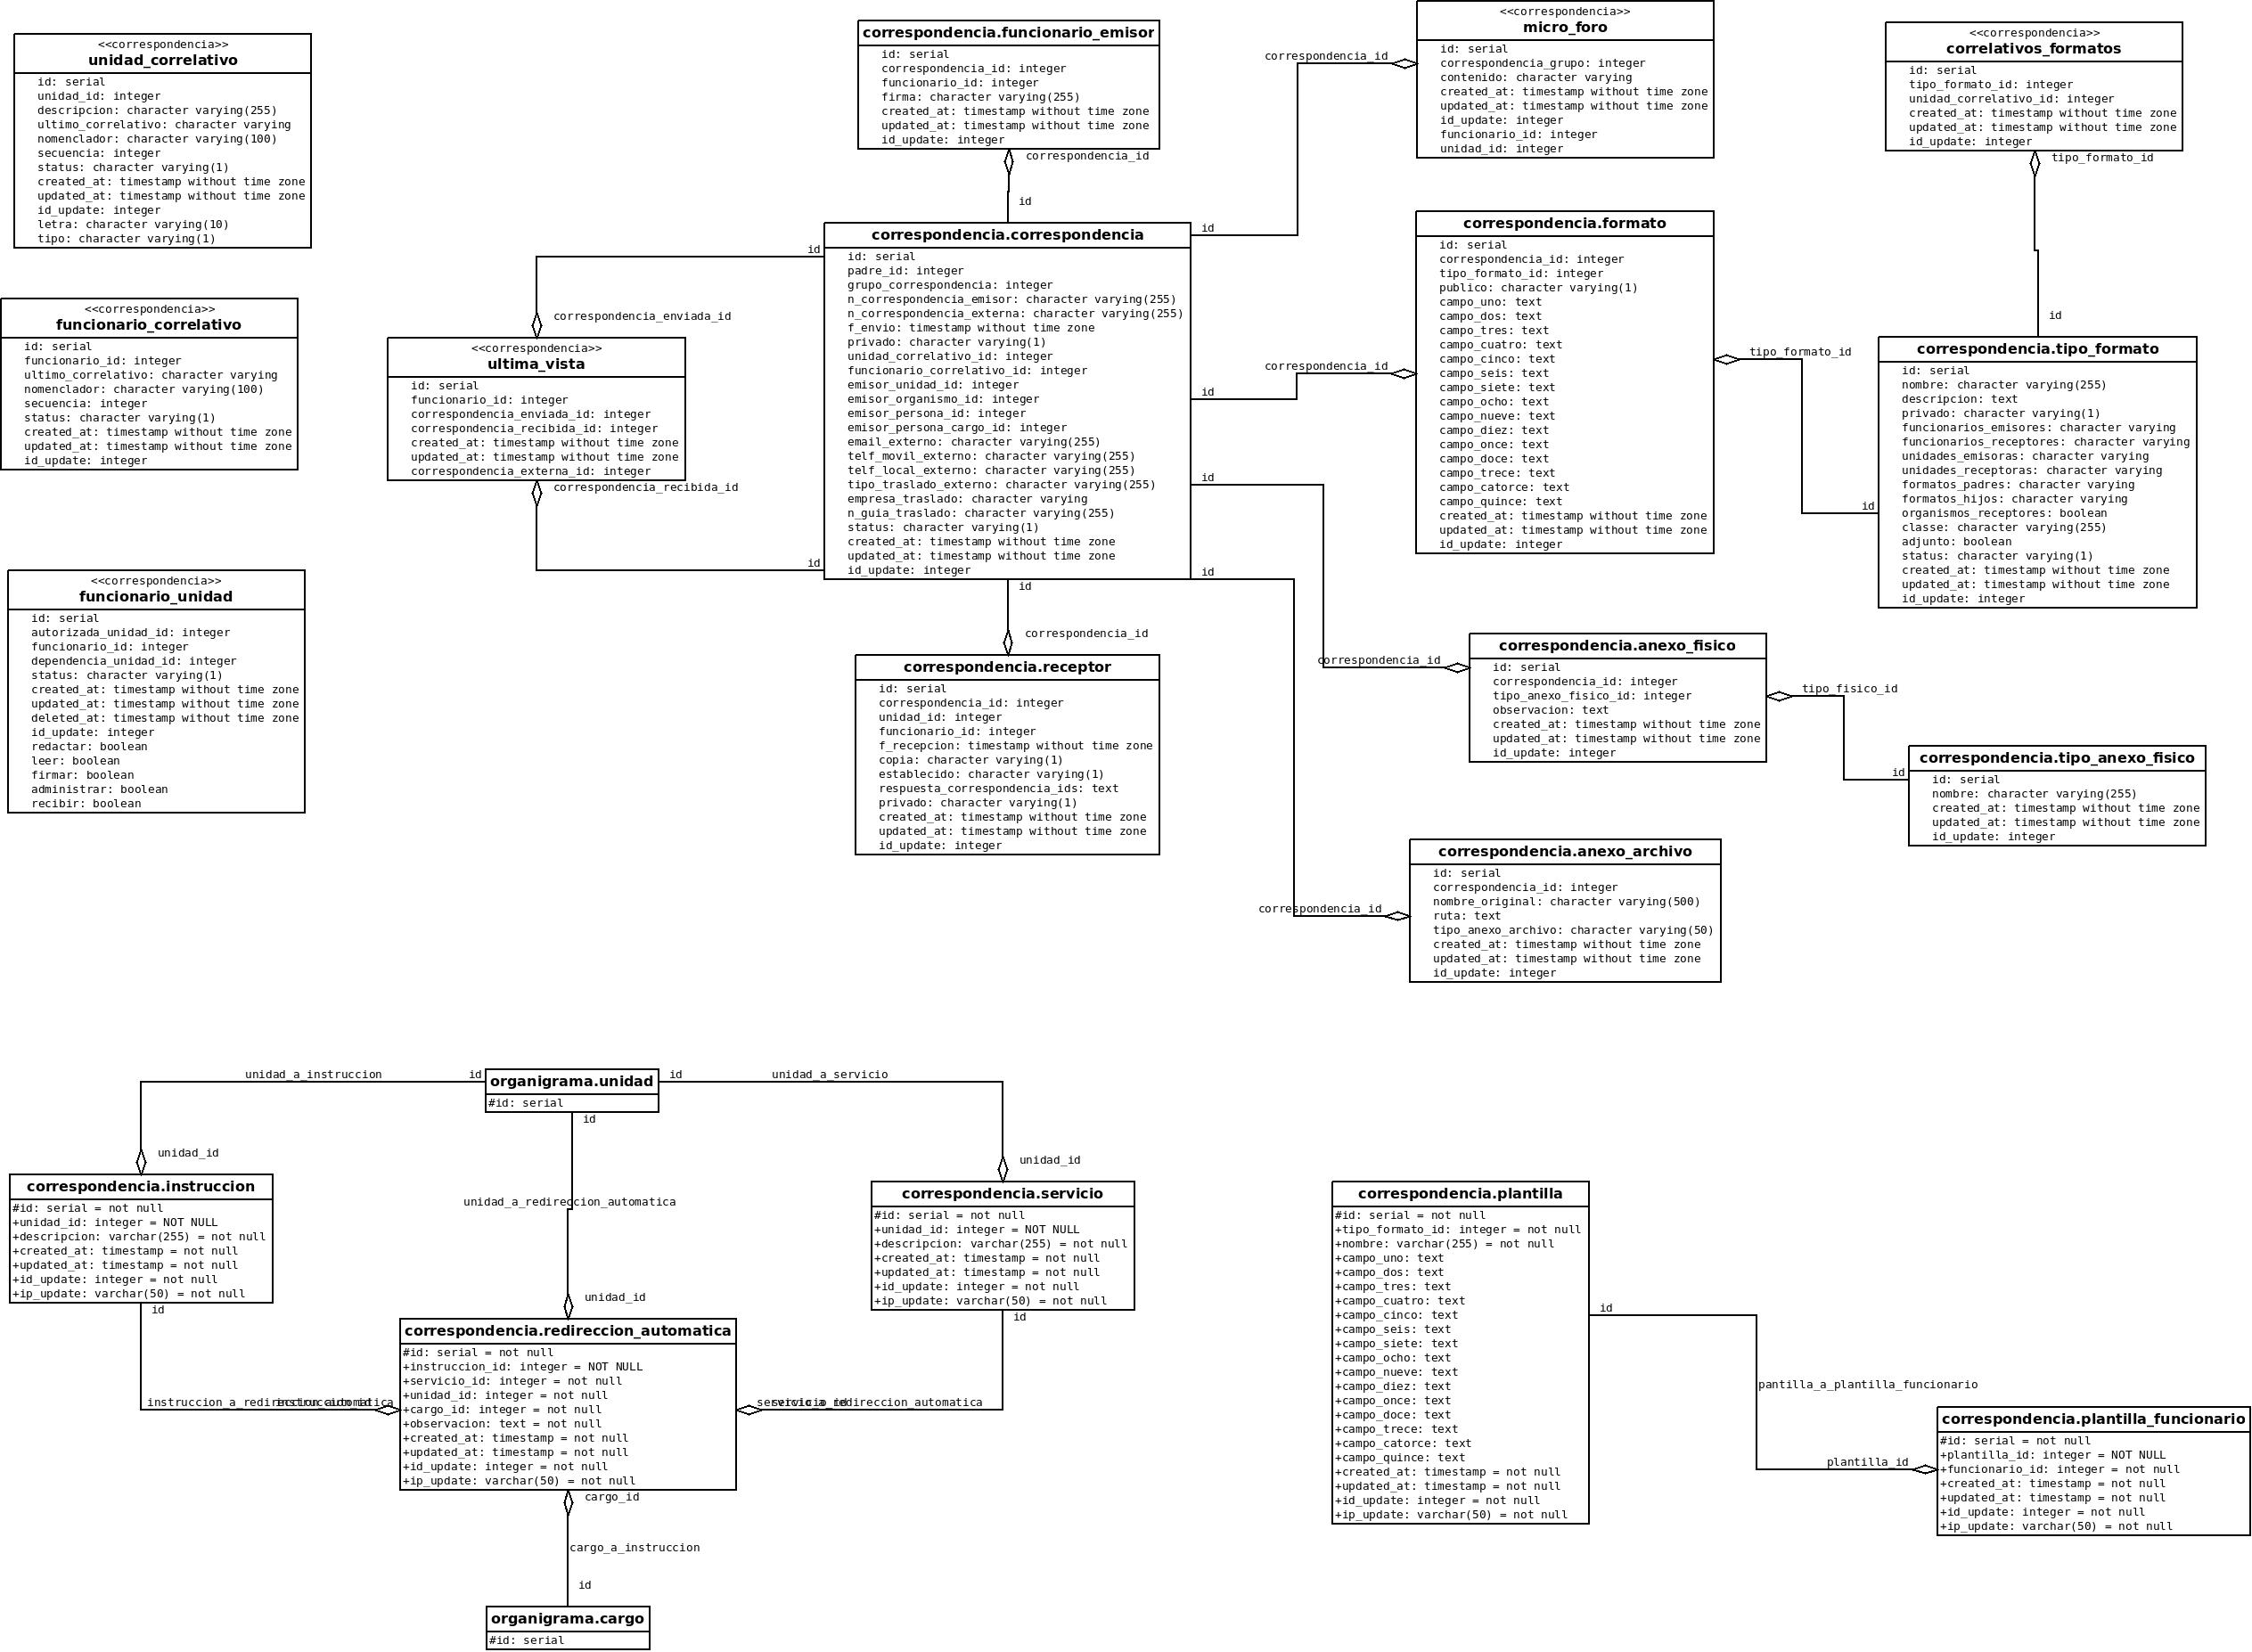 <<correspondencia>>
unidad_correlativo
id: serial
unidad_id: integer
descripcion: character varying(255)
ultimo_correlativo: character varying
nomenclador: character varying(100)
secuencia: integer
status: character varying(1)
created_at: timestamp without time zone
updated_at: timestamp without time zone
id_update: integer
letra: character varying(10)
tipo: character varying(1)
<<correspondencia>>
funcionario_correlativo
id: serial
funcionario_id: integer
ultimo_correlativo: character varying
nomenclador: character varying(100)
secuencia: integer
status: character varying(1)
created_at: timestamp without time zone
updated_at: timestamp without time zone
id_update: integer
<<correspondencia>>
funcionario_unidad
id: serial
autorizada_unidad_id: integer
funcionario_id: integer
dependencia_unidad_id: integer
status: character varying(1)
created_at: timestamp without time zone
updated_at: timestamp without time zone
deleted_at: timestamp without time zone
id_update: integer
redactar: boolean
leer: boolean
firmar: boolean
administrar: boolean
recibir: boolean
id
correspondencia_enviada_id
<<correspondencia>>
ultima_vista
id: serial
funcionario_id: integer
correspondencia_enviada_id: integer
correspondencia_recibida_id: integer
created_at: timestamp without time zone
updated_at: timestamp without time zone
correspondencia_externa_id: integer
correspondencia_recibida_id
id
correspondencia.funcionario_emisor
id: serial
correspondencia_id: integer
funcionario_id: integer
firma: character varying(255)
created_at: timestamp without time zone
updated_at: timestamp without time zone
id_update: integer
correspondencia_id
id
correspondencia.correspondencia
id: serial
padre_id: integer
grupo_correspondencia: integer
n_correspondencia_emisor: character varying(255)
n_correspondencia_externa: character varying(255)
f_envio: timestamp without time zone
privado: character varying(1)
unidad_correlativo_id: integer
funcionario_correlativo_id: integer
emisor_unidad_id: integer
emisor_organismo_id: integer
emisor_persona_id: integer
emisor_persona_cargo_id: integer
email_externo: character varying(255)
telf_movil_externo: character varying(255)
telf_local_externo: character varying(255)
tipo_traslado_externo: character varying(255)
empresa_traslado: character varying
n_guia_traslado: character varying(255)
status: character varying(1)
created_at: timestamp without time zone
updated_at: timestamp without time zone
id_update: integer
id
correspondencia_id
correspondencia.receptor
id: serial
correspondencia_id: integer
unidad_id: integer
funcionario_id: integer
f_recepcion: timestamp without time zone
copia: character varying(1)
establecido: character varying(1)
respuesta_correspondencia_ids: text
privado: character varying(1)
created_at: timestamp without time zone
updated_at: timestamp without time zone
id_update: integer
correspondencia_id
id
<<correspondencia>>
micro_foro
id: serial
correspondencia_grupo: integer
contenido: character varying
created_at: timestamp without time zone
updated_at: timestamp without time zone
id_update: integer
funcionario_id: integer
unidad_id: integer
correspondencia_id
id
correspondencia.formato
id: serial
correspondencia_id: integer
tipo_formato_id: integer
publico: character varying(1)
campo_uno: text
campo_dos: text
campo_tres: text
campo_cuatro: text
campo_cinco: text
campo_seis: text
campo_siete: text
campo_ocho: text
campo_nueve: text
campo_diez: text
campo_once: text
campo_doce: text
campo_trece: text
campo_catorce: text
campo_quince: text
created_at: timestamp without time zone
updated_at: timestamp without time zone
id_update: integer
tipo_formato_id
id
<<correspondencia>>
correlativos_formatos
id: serial
tipo_formato_id: integer
unidad_correlativo_id: integer
created_at: timestamp without time zone
updated_at: timestamp without time zone
id_update: integer
tipo_formato_id
id
correspondencia.tipo_formato
id: serial
nombre: character varying(255)
descripcion: text
privado: character varying(1)
funcionarios_emisores: character varying
funcionarios_receptores: character varying
unidades_emisoras: character varying
unidades_receptoras: character varying
formatos_padres: character varying
formatos_hijos: character varying
organismos_receptores: boolean
classe: character varying(255)
adjunto: boolean
status: character varying(1)
created_at: timestamp without time zone
updated_at: timestamp without time zone
id_update: integer
id
correspondencia_id
correspondencia.anexo_fisico
id: serial
correspondencia_id: integer
tipo_anexo_fisico_id: integer
observacion: text
created_at: timestamp without time zone
updated_at: timestamp without time zone
id_update: integer
tipo_fisico_id
id
correspondencia.tipo_anexo_fisico
id: serial
nombre: character varying(255)
created_at: timestamp without time zone
updated_at: timestamp without time zone
id_update: integer
id
correspondencia_id
correspondencia.anexo_archivo
id: serial
correspondencia_id: integer
nombre_original: character varying(500)
ruta: text
tipo_anexo_archivo: character varying(50)
created_at: timestamp without time zone
updated_at: timestamp without time zone
id_update: integer
unidad_a_instruccion
id
organigrama.unidad
#id: serial
id
unidad_a_servicio
id
unidad_id
unidad_a_redireccion_automatica
unidad_id
correspondencia.instruccion
#id: serial = not null
+unidad_id: integer = NOT NULL
+descripcion: varchar(255) = not null
+created_at: timestamp = not null
+updated_at: timestamp = not null
+id_update: integer = not null
+ip_update: varchar(50) = not null
id
instruccion_a_redireccion_automatica
instruccion_id
unidad_id
correspondencia.redireccion_automatica
#id: serial = not null
+instruccion_id: integer = NOT NULL
+servicio_id: integer = not null
+unidad_id: integer = not null
+cargo_id: integer = not null
+observacion: text = not null
+created_at: timestamp = not null
+updated_at: timestamp = not null
+id_update: integer = not null
+ip_update: varchar(50) = not null
cargo_id
cargo_a_instruccion
id
organigrama.cargo
#id: serial
correspondencia.servicio
#id: serial = not null
+unidad_id: integer = NOT NULL
+descripcion: varchar(255) = not null
+created_at: timestamp = not null
+updated_at: timestamp = not null
+id_update: integer = not null
+ip_update: varchar(50) = not null
id
servicio_id
servicio_a_redireccion_automatica
correspondencia.plantilla
#id: serial = not null
+tipo_formato_id: integer = not null
+nombre: varchar(255) = not null
+campo_uno: text
+campo_dos: text
+campo_tres: text
+campo_cuatro: text
+campo_cinco: text
+campo_seis: text
+campo_siete: text
+campo_ocho: text
+campo_nueve: text
+campo_diez: text
+campo_once: text
+campo_doce: text
+campo_trece: text
+campo_catorce: text
+campo_quince: text
+created_at: timestamp = not null
+updated_at: timestamp = not null
+id_update: integer = not null
+ip_update: varchar(50) = not null
id
pantilla_a_plantilla_funcionario
plantilla_id
correspondencia.plantilla_funcionario
#id: serial = not null
+plantilla_id: integer = NOT NULL
+funcionario_id: integer = not null
+created_at: timestamp = not null
+updated_at: timestamp = not null
+id_update: integer = not null
+ip_update: varchar(50) = not null